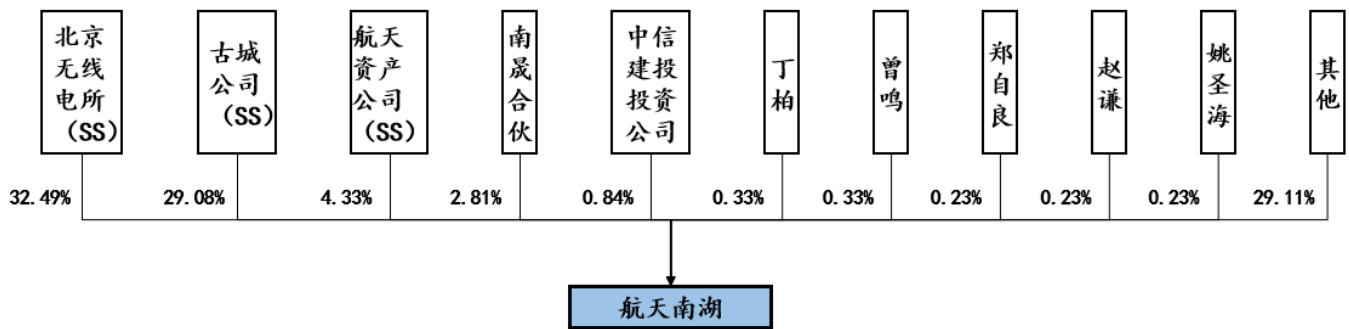 北京
无线
电所
（SS）
古城
公司
（SS）
航天
资产
公司
（SS）
南晟合伙
中信
建投
投资
公司
丁柏
曾鸣
郑自良
赵谦
姚圣海
其他
32.49%
29.08%
4.33%
2.81%
0.84%
0.33%
0.33%
0.23%
0.23%
0.23%
29.11%
航天南湖